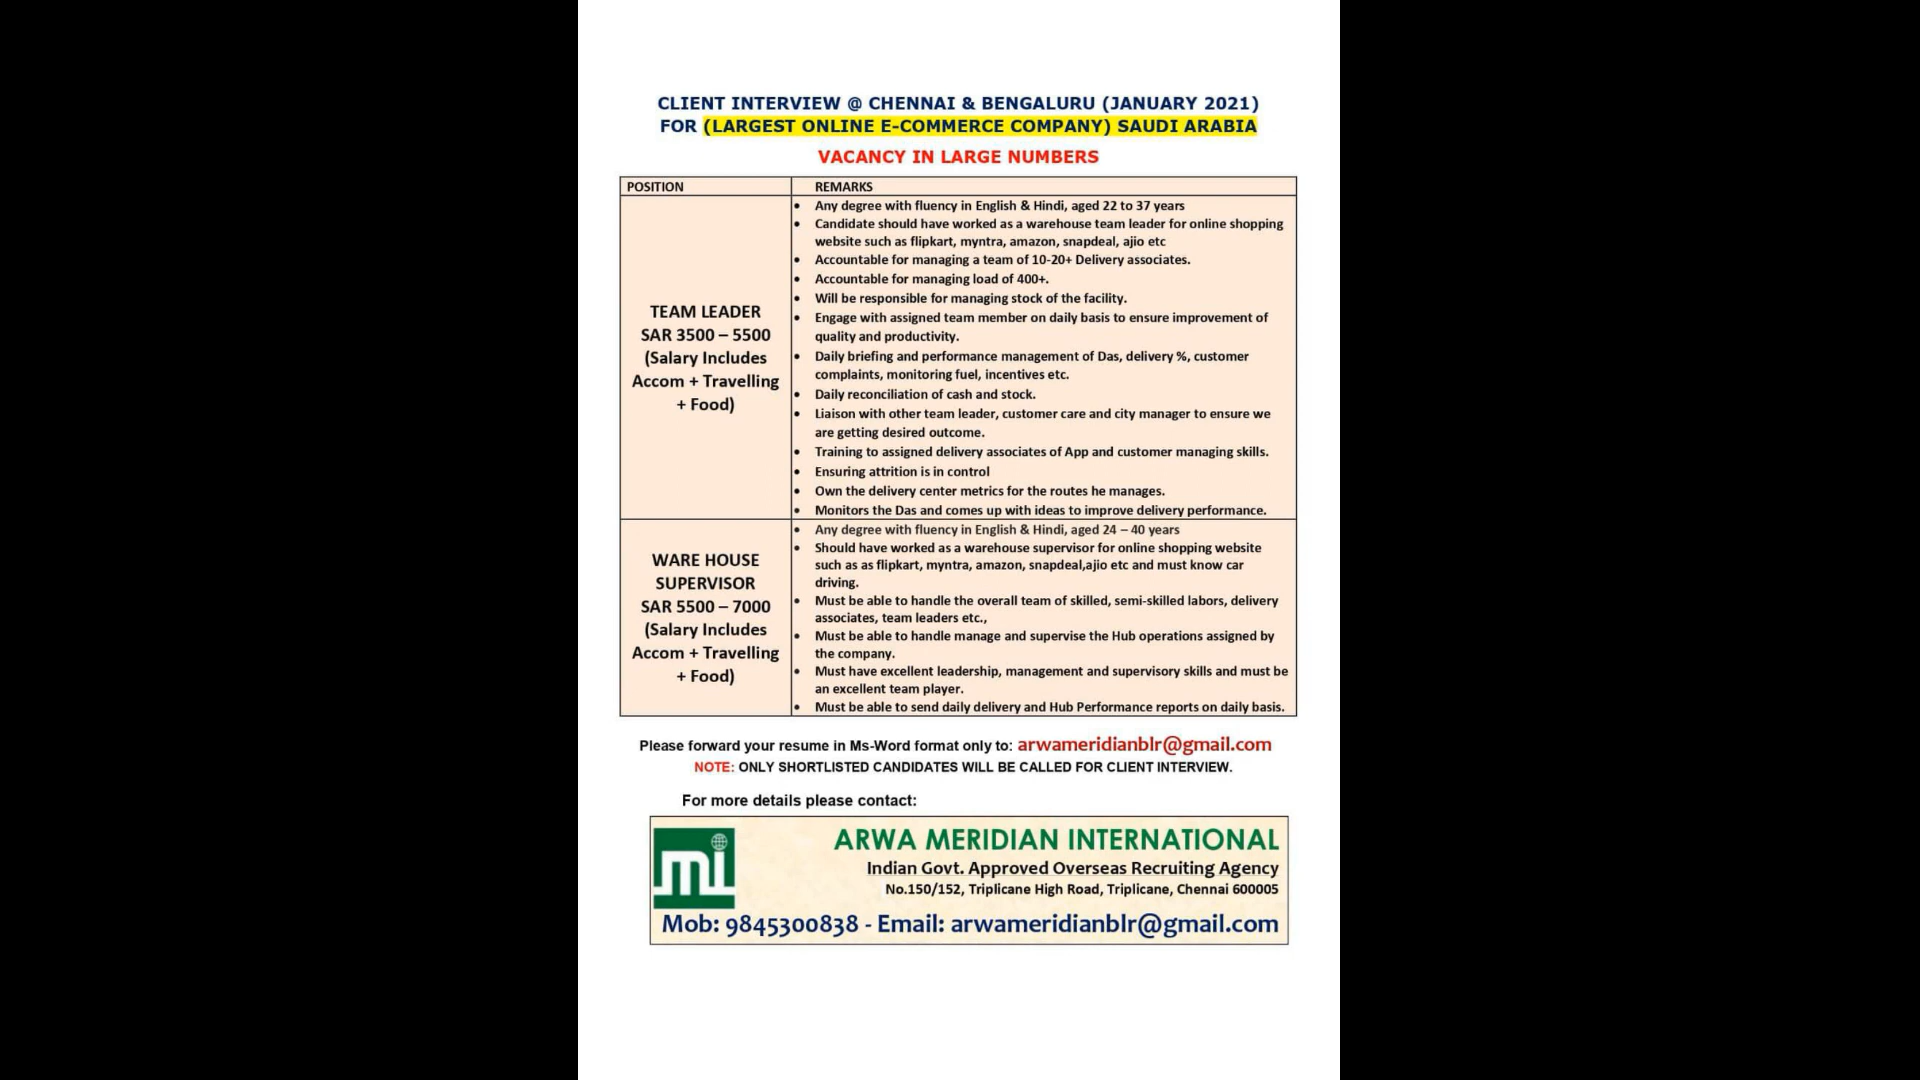 CLIENT INTERVIEW @ CHENNAI & BENGALURU (JANUARY 2021)
FOR (LARGEST ONLINE E-COMMERCE COMPANY) SAUDI ARABIA
VACANCY IN LARGE NUMBERS
POSITION
REMARKS
TEAM LEADER
SAR 3500 – 5500
(Salary Includes
Accom + Travelling
+ Food)
• Any degree with fluency in English & Hindi, aged 22 to 37 years
• Candidate should have worked as a warehouse team leader for online shopping
website such as flipkart, myntra, amazon, snapdeal, ajio etc
• Accountable for managing a team of 10-20+ Delivery associates.
• Accountable for managing load of 400+.
• Will be responsible for managing stock of the facility.
• Engage with assigned team member on daily basis to ensure improvement of
quality and productivity.
• Daily briefing and performance management of Das, delivery %, customer
complaints, monitoring fuel, incentives etc.
• Daily reconciliation of cash and stock.
• Liaison with other team leader, customer care and city manager to ensure we
are getting desired outcome.
• Training to assigned delivery associates of App and customer managing skills.
• Ensuring attrition is in control
• Own the delivery center metrics for the routes he manages.
• Monitors the Das and comes up with ideas to improve delivery performance.
WARE HOUSE
SUPERVISOR
SAR 5500 – 7000
(Salary Includes
Accom + Travelling
+ Food)
• Any degree with fluency in English & Hindi, aged 24 – 40 years
• Should have worked as a warehouse supervisor for online shopping website
such as as flipkart, myntra, amazon, snapdeal,ajio etc and must know car
driving.
• Must be able to handle the overall team of skilled, semi-skilled labors, delivery
associates, team leaders etc.,
• Must be able to handle manage and supervise the Hub operations assigned by
the company.
• Must have excellent leadership, management and supervisory skills and must be
an excellent team player.
• Must be able to send daily delivery and Hub Performance reports on daily basis.
Please forward your resume in Ms-Word format only to: arwameridianblr@gmail.com
NOTE: ONLY SHORTLISTED CANDIDATES WILL BE CALLED FOR CLIENT INTERVIEW.
For more details please contact:
mi
ARWA MERIDIAN INTERNATIONAL
Indian Govt. Approved Overseas Recruiting Agency
No.150/152, Triplicane High Road, Triplicane, Chennai 600005
Mob: 9845300838 - Email: arwameridianblr@gmail.com